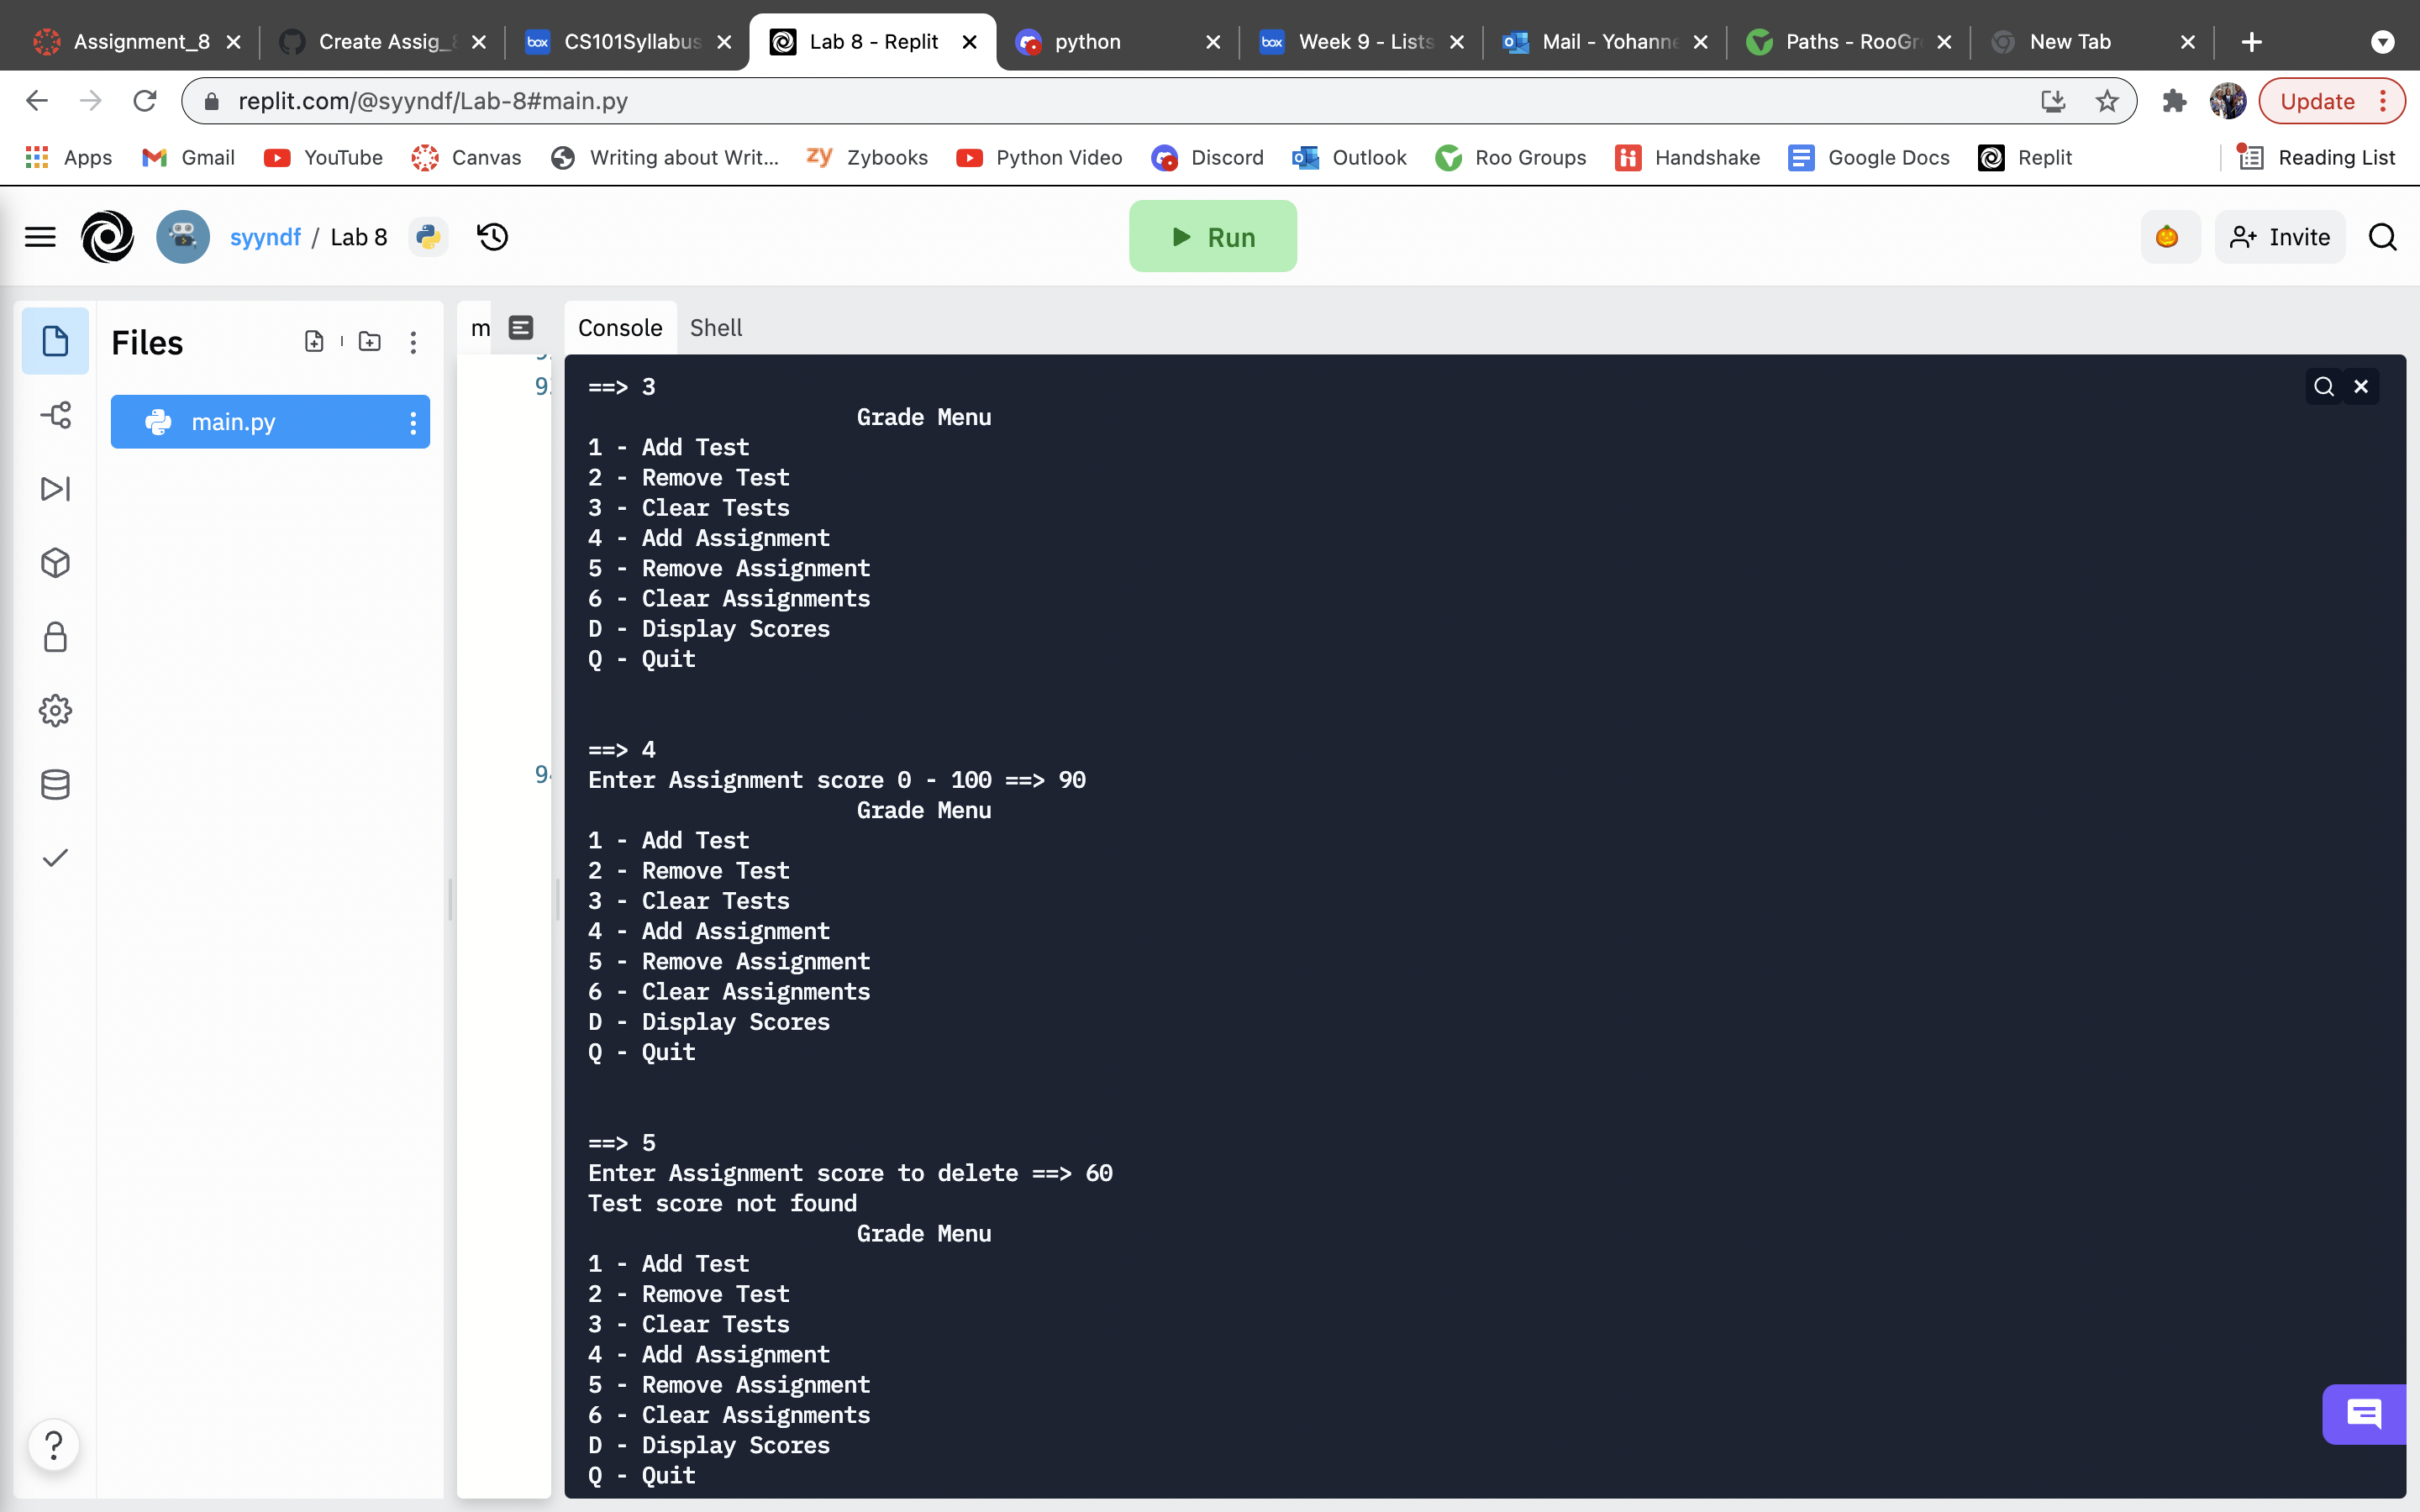 Assignment_8
Create Assig_8
CS101Syllabus
Lab 8 - Replit
python
Week 9 - Lists
Mail - Yohanne
Paths - RooGr
New Tab
replit.com/@syyndf/Lab-8#main.py
Update
Apps
Gmail
YouTube
Canvas
Writing about Writ...
zy Zybooks
Python Video
Discord
Outlook
Roo Groups
Handshake
Google Docs
Replit
Reading List
syyndf / Lab 8
Run
Invite
Files
m
Console
Shell
main.py
==> 3
Grade Menu
1 - Add Test
2 - Remove Test
3 - Clear Tests
4 - Add Assignment
5 - Remove Assignment
6 - Clear Assignments
D - Display Scores
Q - Quit
==> 4
Enter Assignment score 0 - 100 ==> 90
Grade Menu
1 - Add Test
2 - Remove Test
3 - Clear Tests
4 - Add Assignment
5 - Remove Assignment
6 - Clear Assignments
D - Display Scores
Q - Quit
==> 5
Enter Assignment score to delete ==> 60
Test score not found
Grade Menu
1 - Add Test
2 - Remove Test
3 - Clear Tests
4 - Add Assignment
5 - Remove Assignment
6 - Clear Assignments
D - Display Scores
Q - Quit